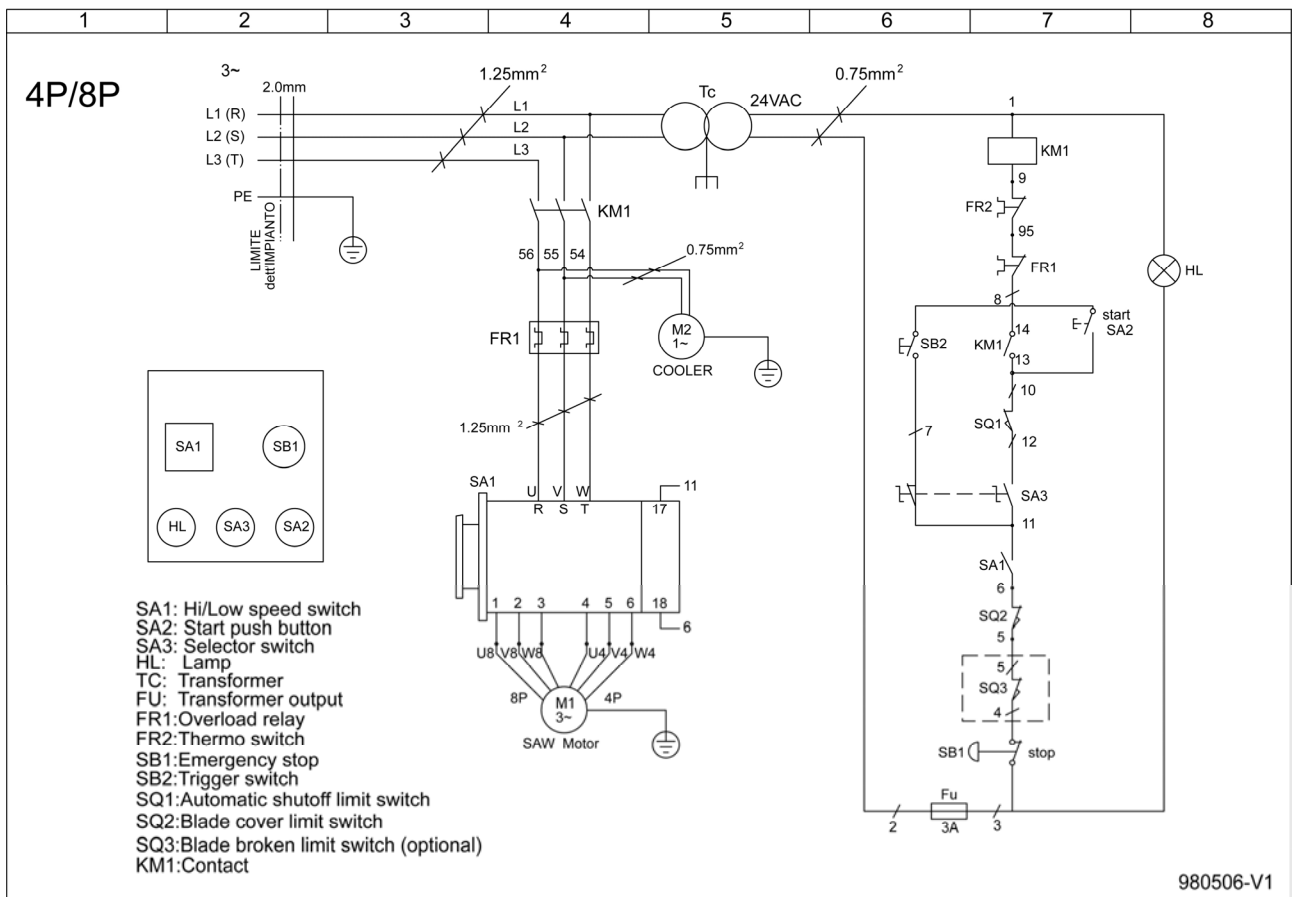 1 2 3 4 5 6 7 8
4P/8P
3~
2.0mm
1.25mm²
L1 (R)
L2 (S)
L3 (T)
PE
LIMITE
dett'IMPIANTO
L1
L2
L3
Tc
24VAC
0.75mm²
1
KM1
56 55 54
0.75mm²
FR1
M2
1~
COOLER
1.25mm ²
SA1
U V W
R S T
17
11
1 2 3 4 5 6 18
6
U8 V8 W8 U4 V4 W4
8P
4P
M1
3~
SAW Motor
KM1
9
FR2
95
FR1
HL
8
start
SA2
SB2
14
KM1
13
10
SQ1
7
12
SA3
11
SA1
6
SQ2
5
5
SQ3
4
SB1
stop
Fu
2
3A
3
SA1
SB1
HL
SA3
SA2
SA1: Hi/Low speed switch
SA2: Start push button
SA3: Selector switch
HL: Lamp
TC: Transformer
FU: Transformer output
FR1:Overload relay
FR2:Thermo switch
SB1:Emergency stop
SB2:Trigger switch
SQ1:Automatic shutoff limit switch
SQ2:Blade cover limit switch
SQ3:Blade broken limit switch (optional)
KM1:Contact
980506-V1